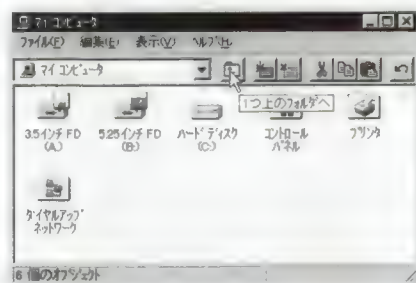 マイ コンピュータ
ファイル(F) 編集(E) 表示(V) ヘルプ(H)
マイ コンピュータ
1つ上のフォルダへ
3.5インチ FD
(A:)
5.25インチ FD
(B:)
ハード ディスク
(C:)
コントロール
パネル
プリンタ
ダイヤルアップ
ネットワーク
6 個のオブジェクト